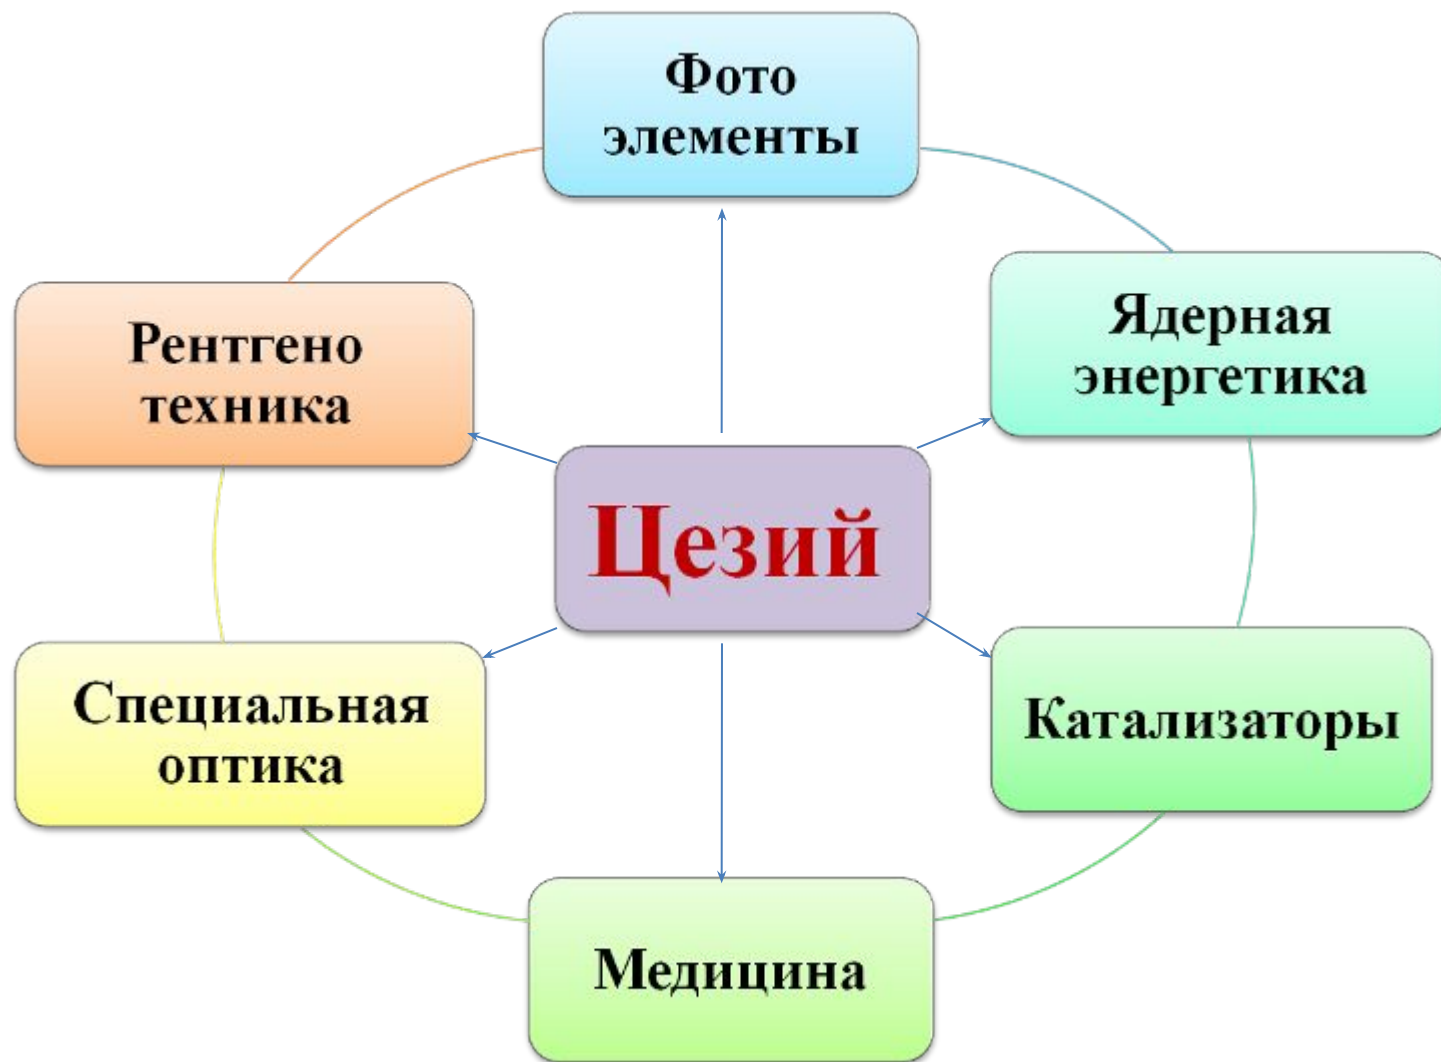 Фото
элементы
Рентгено
техника
Ядерная
энергетика
Цезий
Специальная
оптика
Катализаторы
Медицина